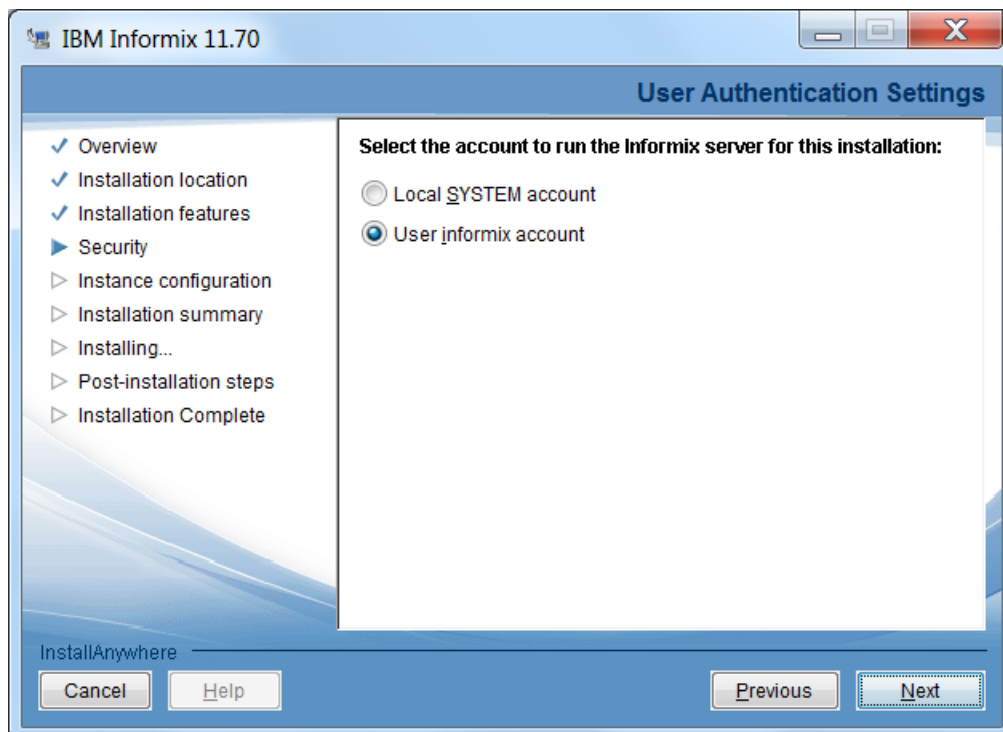 IBM Informix 11.70
User Authentication Settings
Overview
Installation location
Installation features
Security
Instance configuration
Installation summary
Installing...
Post-installation steps
Installation Complete
Select the account to run the Informix server for this installation:
Local SYSTEM account
User informix account
InstallAnywhere
Cancel
Help
Previous
Next